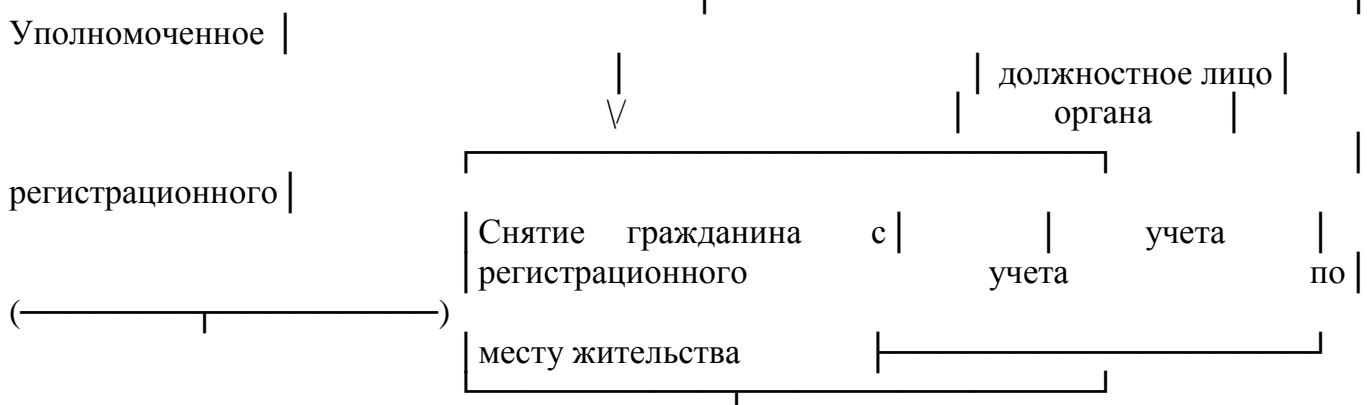 Уполномоченное
должностное лицо
органа
регистрационного
Снятие гражданина с учета
регистрационного учета по
месту жительства